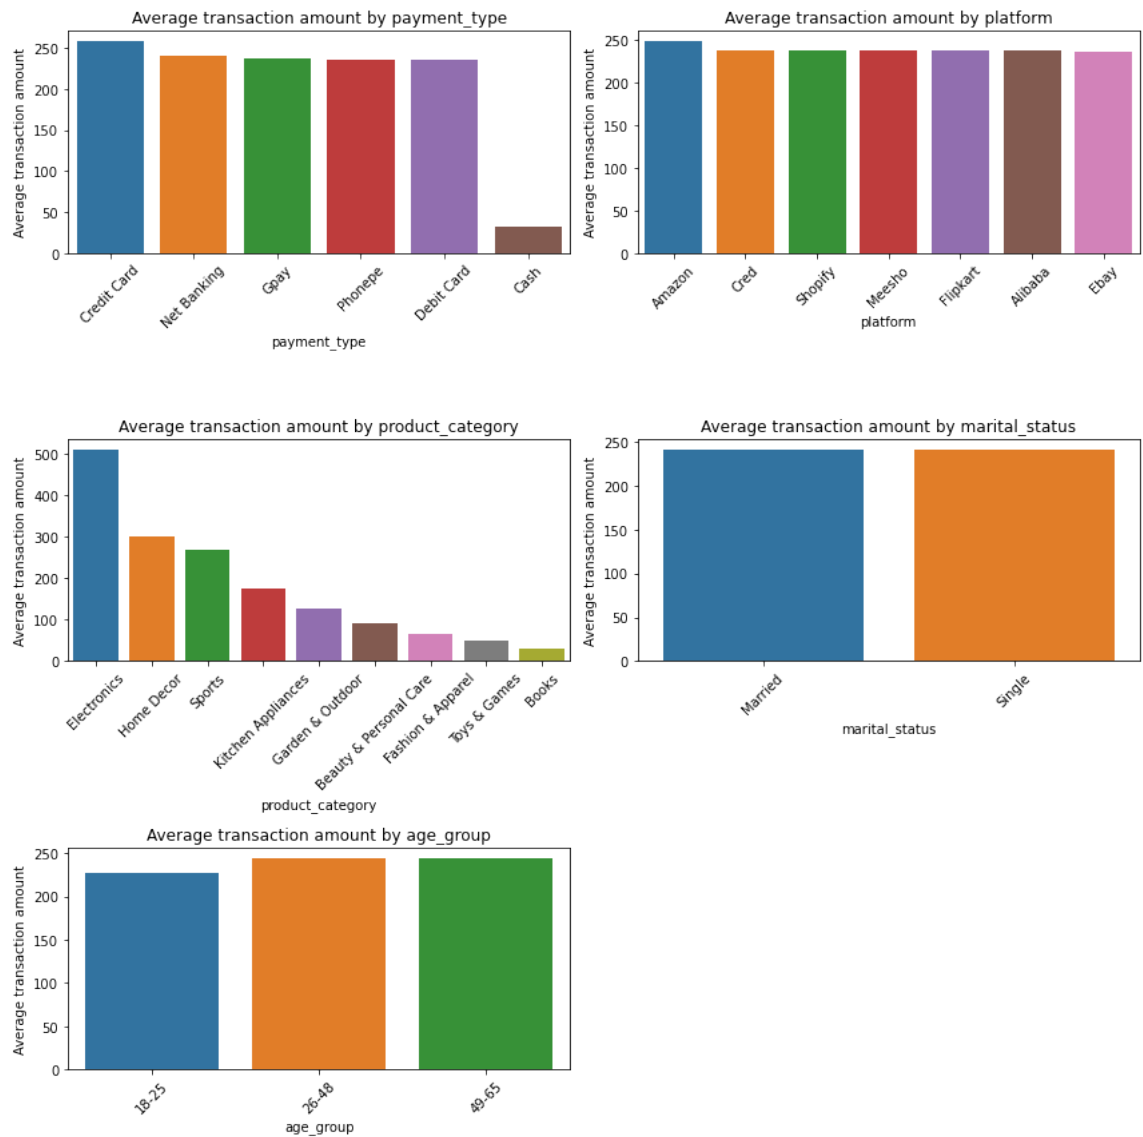 Average transaction amount by payment_type
Average transaction amount
250
200
150
100
50
0
Credit Card
Net Banking
Gpay
Phonepe
Debit Card
Cash
payment_type
Average transaction amount by platform
Average transaction amount
250
200
150
100
50
0
Amazon
Cred
Shopify
Meesho
Flipkart
Alibaba
Ebay
platform
Average transaction amount by product_category
Average transaction amount
500
400
300
200
100
0
Electronics
Home Decor
Sports
Kitchen Appliances
Garden & Outdoor
Beauty & Personal Care
Fashion & Apparel
Toys & Games
Books
product_category
Average transaction amount by marital_status
Average transaction amount
250
200
150
100
50
0
Married
Single
marital_status
Average transaction amount by age_group
Average transaction amount
250
200
150
100
50
0
18-25
26-48
49-65
age_group